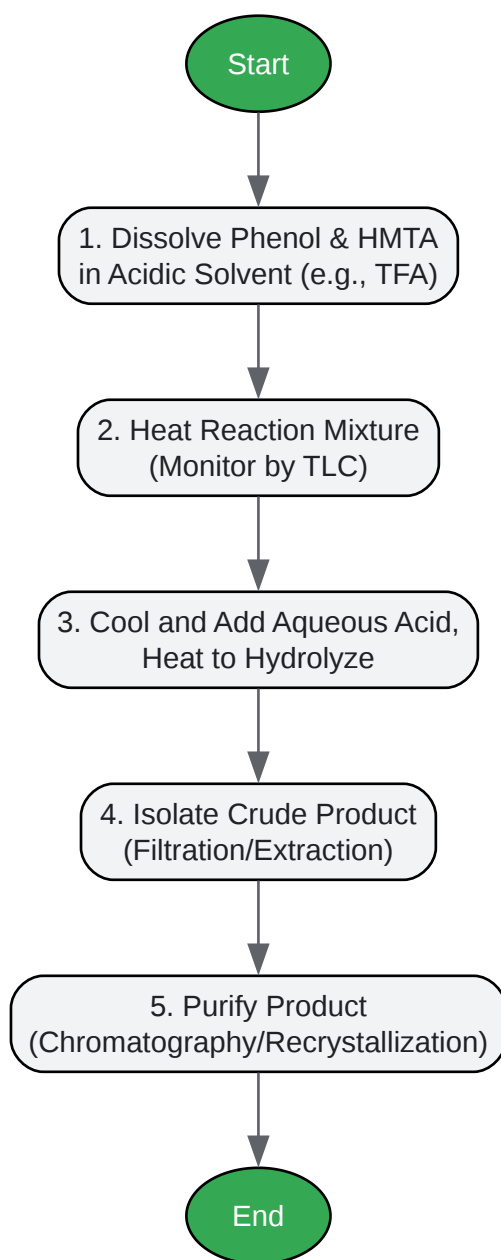 Start
1. Dissolve Phenol & HMTA
in Acidic Solvent (e.g., TFA)
2. Heat Reaction Mixture
(Monitor by TLC)
3. Cool and Add Aqueous Acid,
Heat to Hydrolyze
4. Isolate Crude Product
(Filtration/Extraction)
5. Purify Product
(Chromatography/Recrystallization)
End